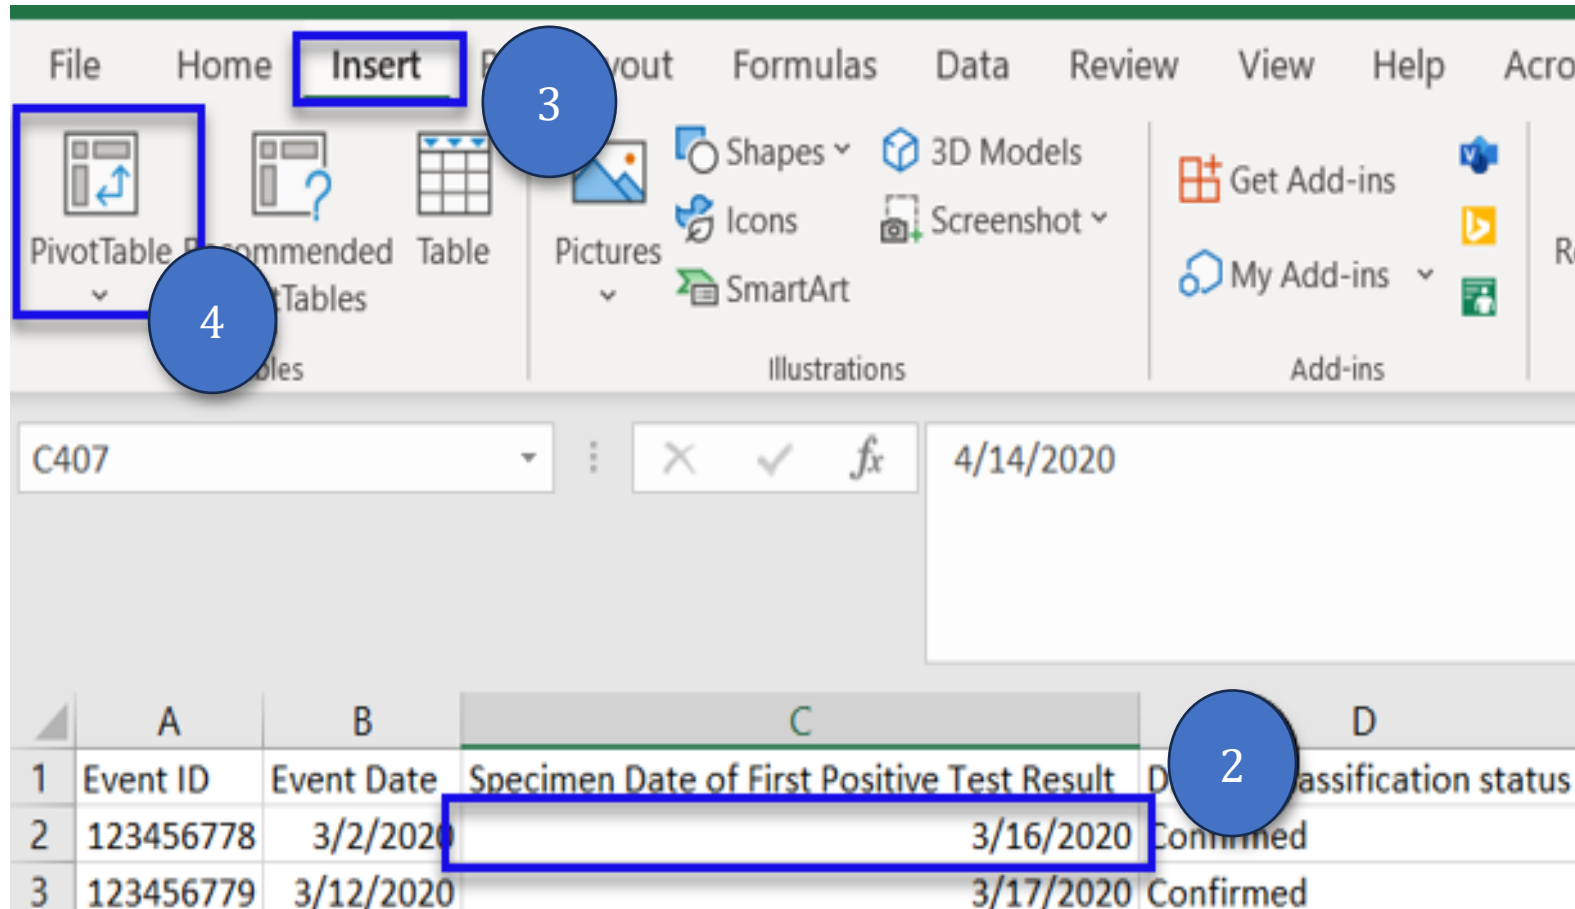 File Home Insert yout Formulas Data Review View Help Acro
3
Shapes 3D Models
Get Add-ins
Icons Screenshot
PivotTable mmended Table Pictures
My Add-ins
SmartArt
Tables
4
Illustrations Add-ins
C407 fx 4/14/2020
A B C D
2
1 Event ID Event Date Specimen Date of First Positive Test Result assification status
2 123456778 3/2/2020 3/16/2020 Confirmed
3 123456779 3/12/2020 3/17/2020 Confirmed